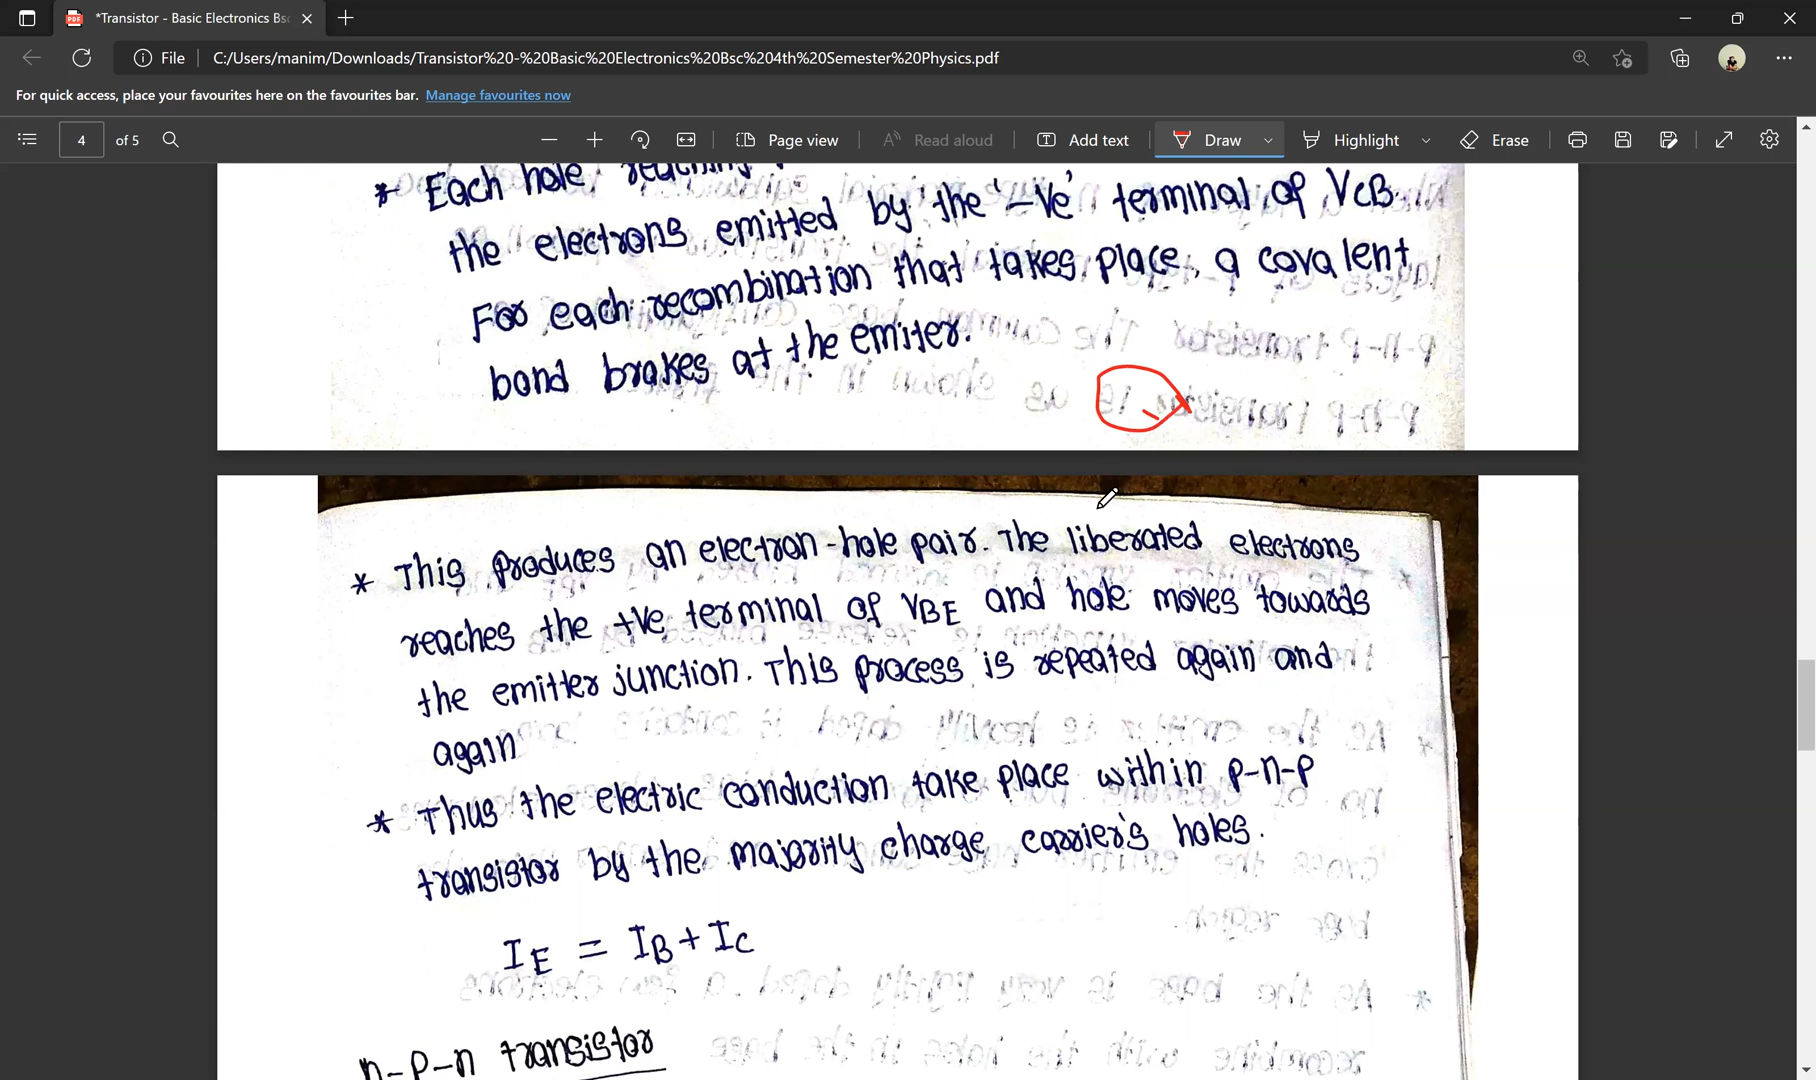 *Transistor - Basic Electronics Bsc
File C:/Users/manim/Downloads/Transistor%20-%20Basic%20Electronics%20Bsc%204th%20Semester%20Physics.pdf
For quick access, place your favourites here on the favourites bar. Manage favourites now
4 of 5 Page view Read aloud Add text Draw Highlight Erase
* Each hole reaching
the electrons emitted by the '-Ve' terminal of VCB.
For each recombination that takes place, a covalent
bond brakes at the emiter.
* This produces an electron-hole pair. The liberated electrons
reaches the +ve terminal of VBE and hole moves towards
the emitter junction. This process is repeated again and
again
* Thus the electric conduction take place within p-n-p
transistor by the majority charge carrier's holes.
IE = IB + IC
n-p-n transistor